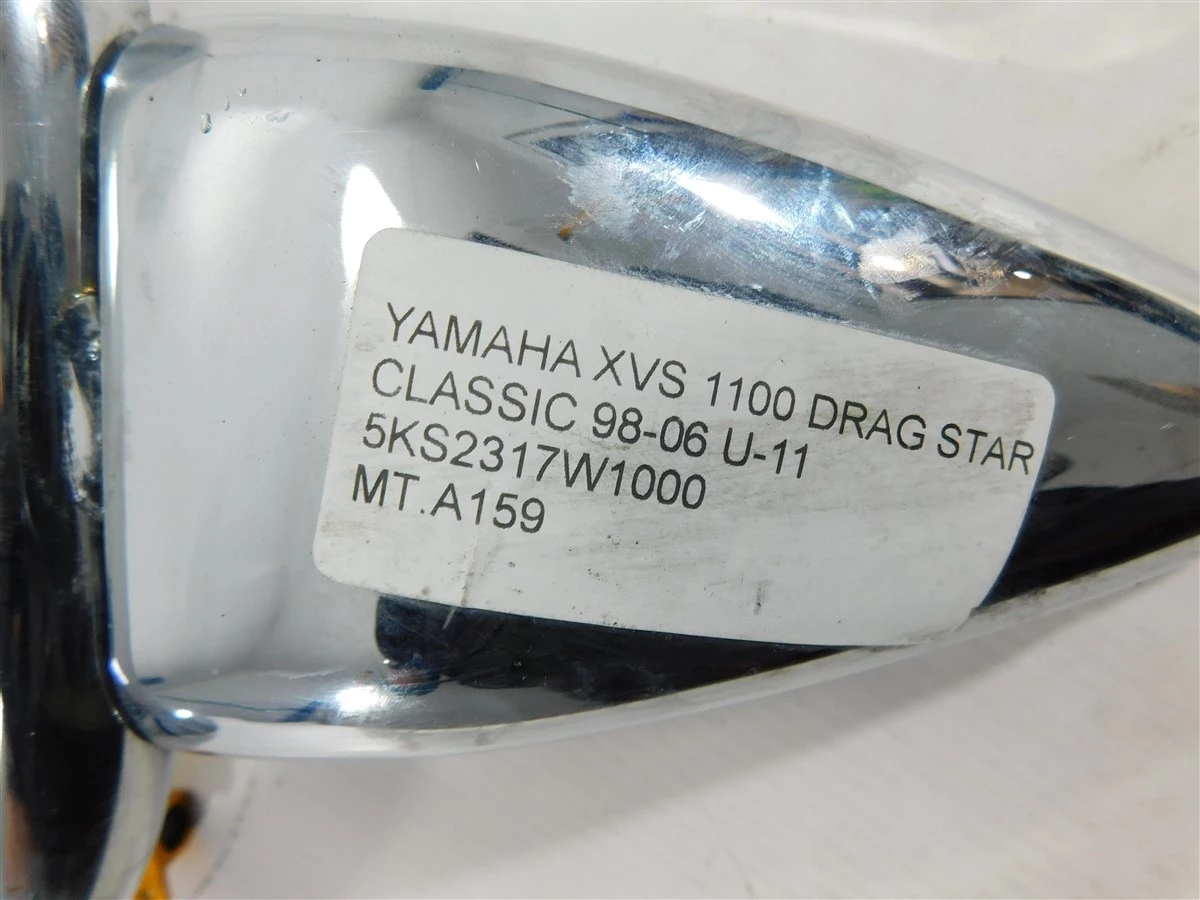 YAMAHA XVS 1100 DRAG STAR
CLASSIC 98-06 U-11
5KS2317W1000
MT.A159